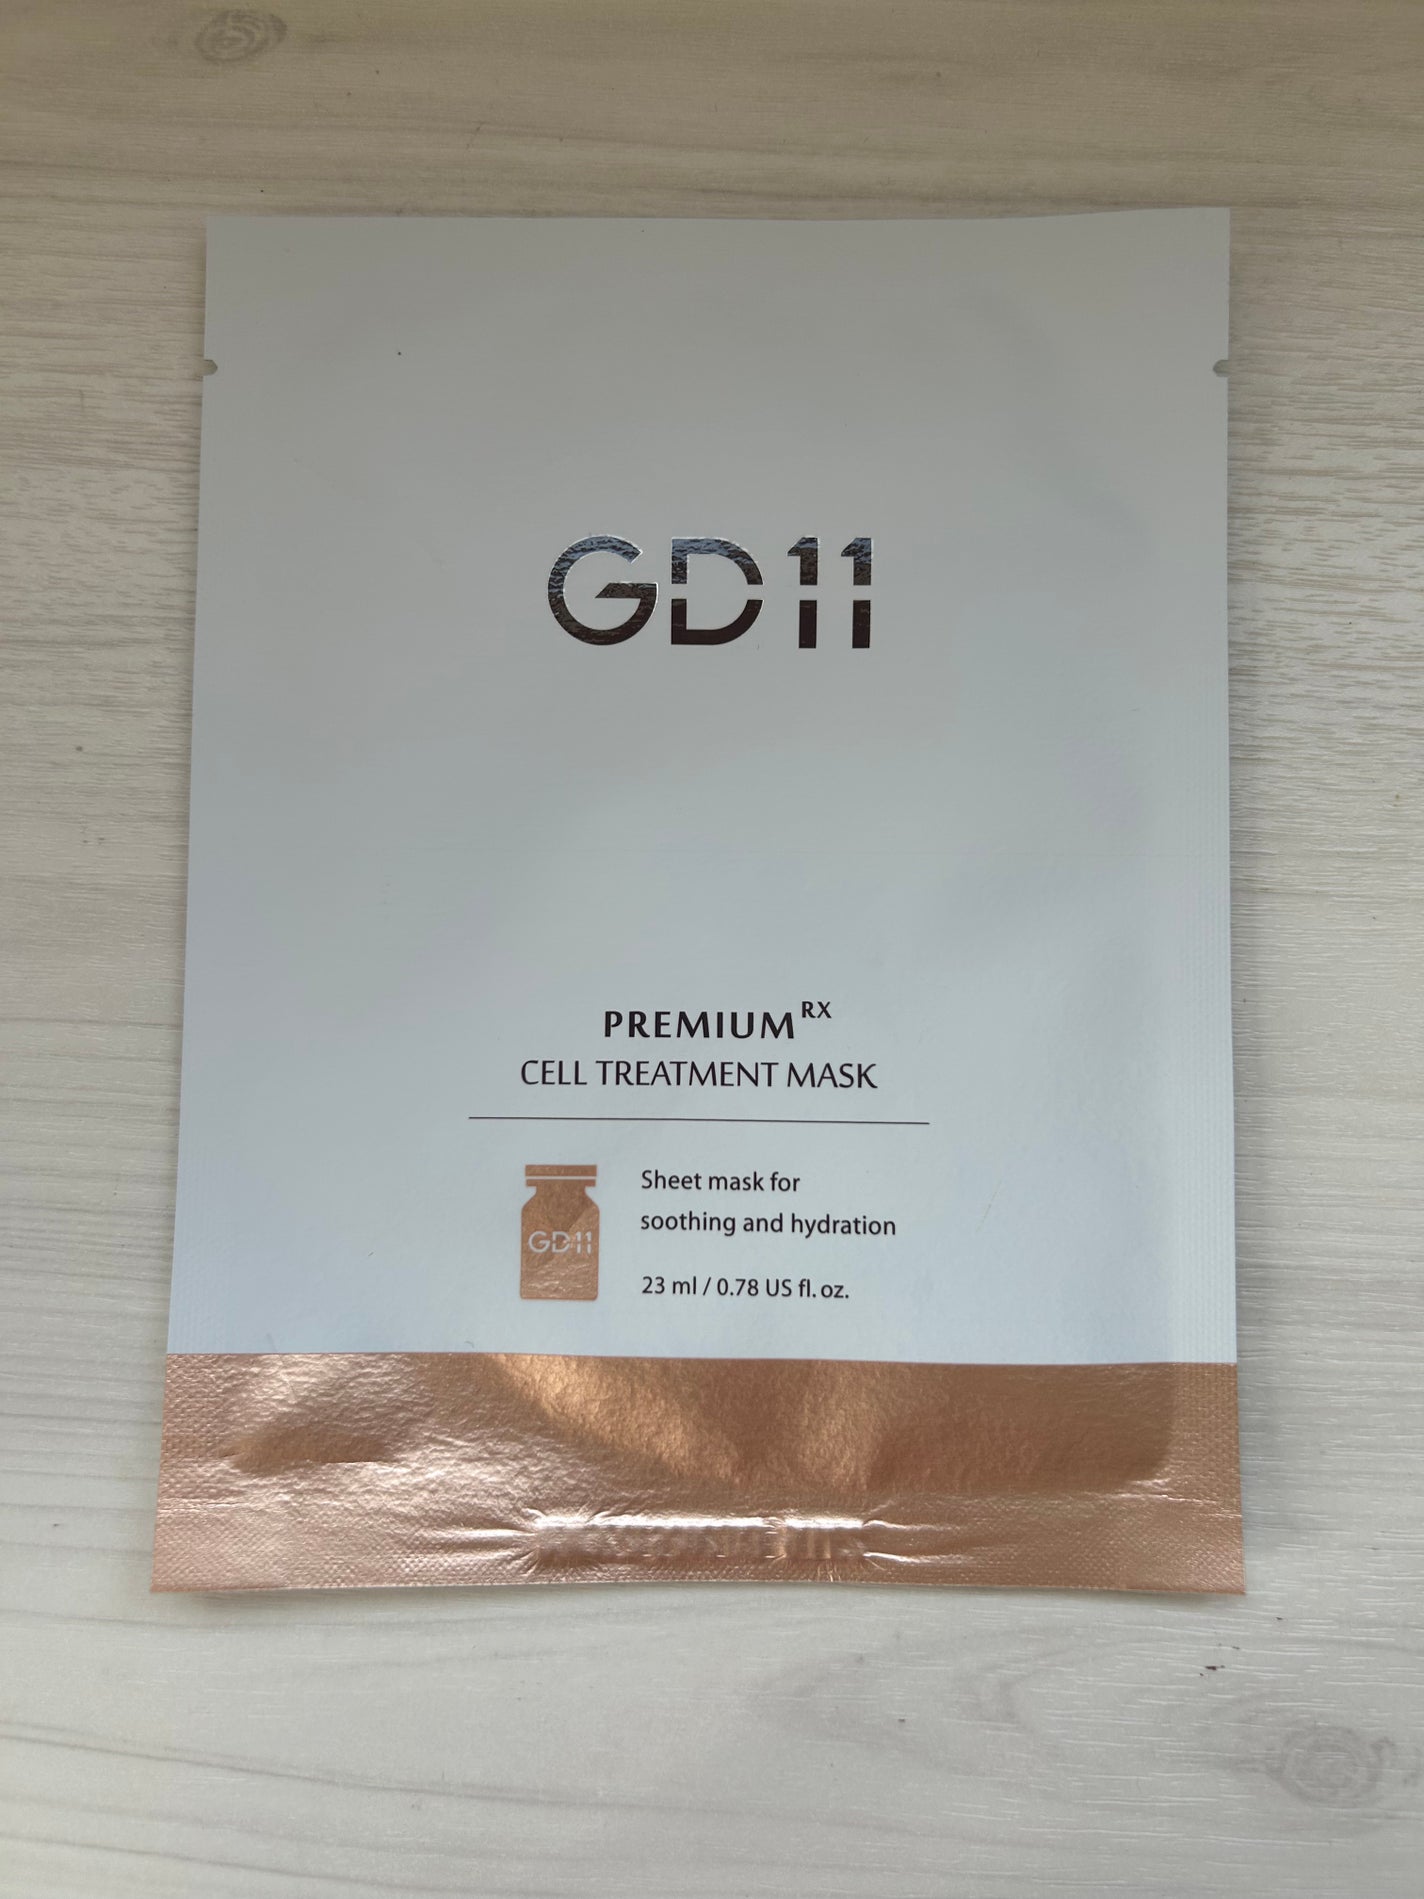 GD11
PREMIUM RX
CELL TREATMENT MASK
Sheet mask for
soothing and hydration
GD11
23 ml / 0.78 US fl. oz.